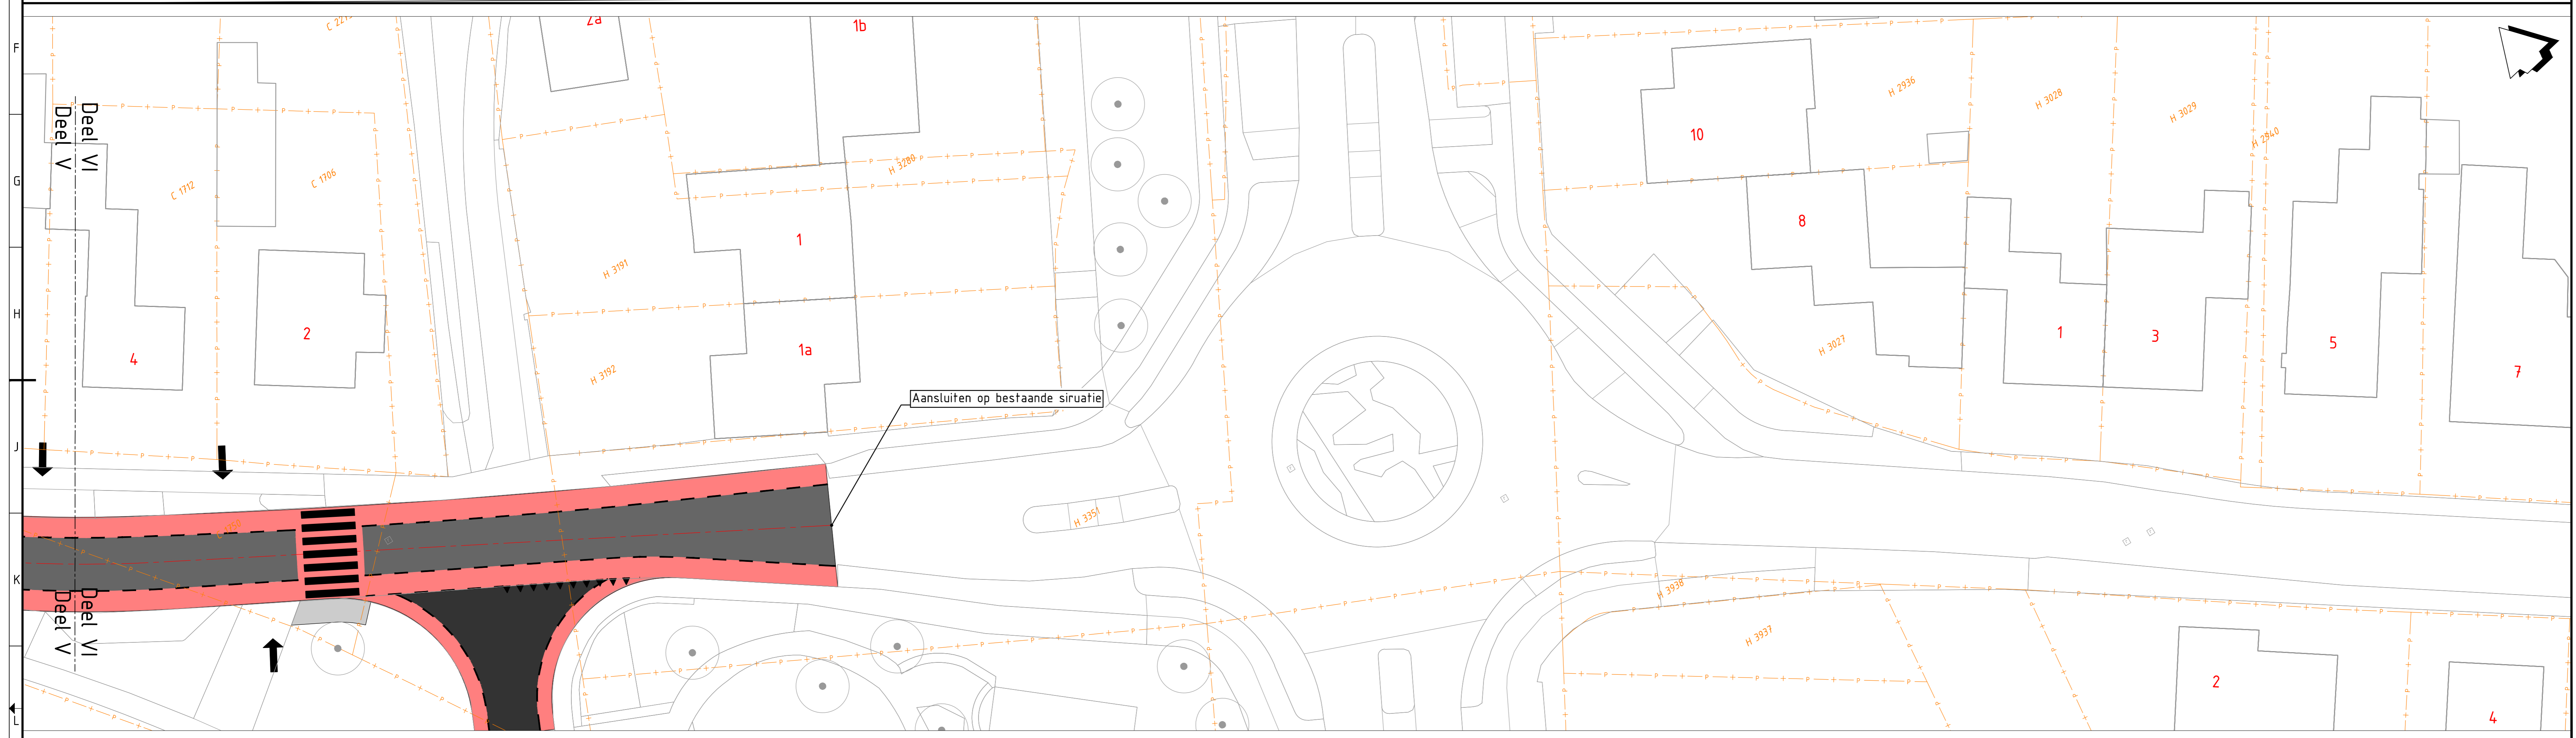 F
G
H
J
K
L
Deel VI
Deel V
Deel VI
Deel V
2a
1b
1
1a
2
4
10
8
1
3
5
7
2
4
C 1712
C 1706
H 3280
H 3191
H 3192
H 2936
H 3028
H 3029
H 2940
H 3027
H 3351
H 3938
H 3937
Aansluiten op bestaande siruatie